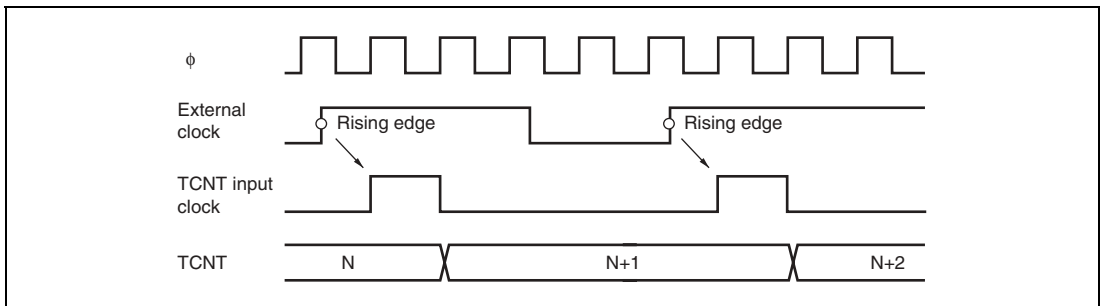 ϕ
External
clock
Rising edge
Rising edge
TCNT input
clock
TCNT
N
N+1
N+2